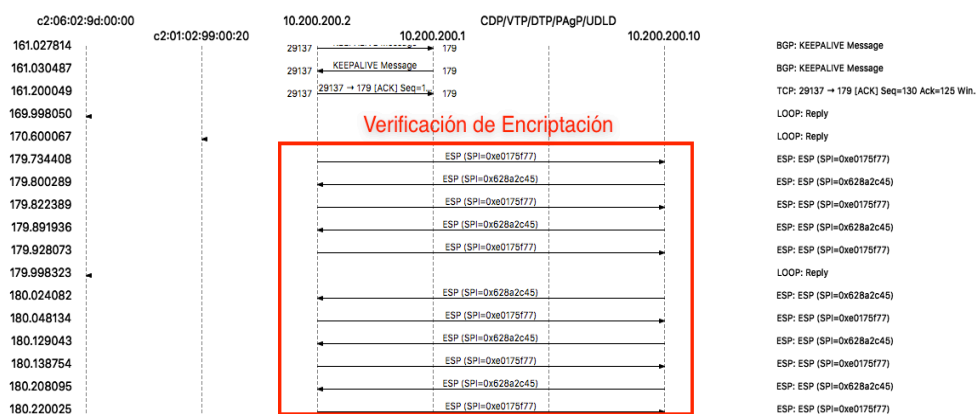 c2:06:02:9d:00:00 10.200.200.2 CDP/VTP/DTP/PAgP/UDLD
c2:01:02:99:00:20 10.200.200.1 10.200.200.10
161.027814 29137 KEEPALIVE Message 179 BGP: KEEPALIVE Message
161.030487 29137 KEEPALIVE Message 179 BGP: KEEPALIVE Message
161.200049 29137 29137 → 179 [ACK] Seq=1... 179 TCP: 29137 → 179 [ACK] Seq=130 Ack=125 Win.
169.998050 LOOP: Reply
170.600067 LOOP: Reply
Verificación de Encriptación
179.734408 ESP (SPI=0xe0175f77) ESP: ESP (SPI=0xe0175f77)
179.800289 ESP (SPI=0x628a2c45) ESP: ESP (SPI=0x628a2c45)
179.822389 ESP (SPI=0xe0175f77) ESP: ESP (SPI=0xe0175f77)
179.891936 ESP (SPI=0x628a2c45) ESP: ESP (SPI=0x628a2c45)
179.928073 ESP (SPI=0xe0175f77) ESP: ESP (SPI=0xe0175f77)
179.998323 LOOP: Reply
180.024082 ESP (SPI=0x628a2c45) ESP: ESP (SPI=0x628a2c45)
180.048134 ESP (SPI=0xe0175f77) ESP: ESP (SPI=0xe0175f77)
180.129043 ESP (SPI=0x628a2c45) ESP: ESP (SPI=0x628a2c45)
180.138754 ESP (SPI=0xe0175f77) ESP: ESP (SPI=0xe0175f77)
180.208095 ESP (SPI=0x628a2c45) ESP: ESP (SPI=0x628a2c45)
180.220025 ESP (SPI=0xe0175f77) ESP: ESP (SPI=0xe0175f77)